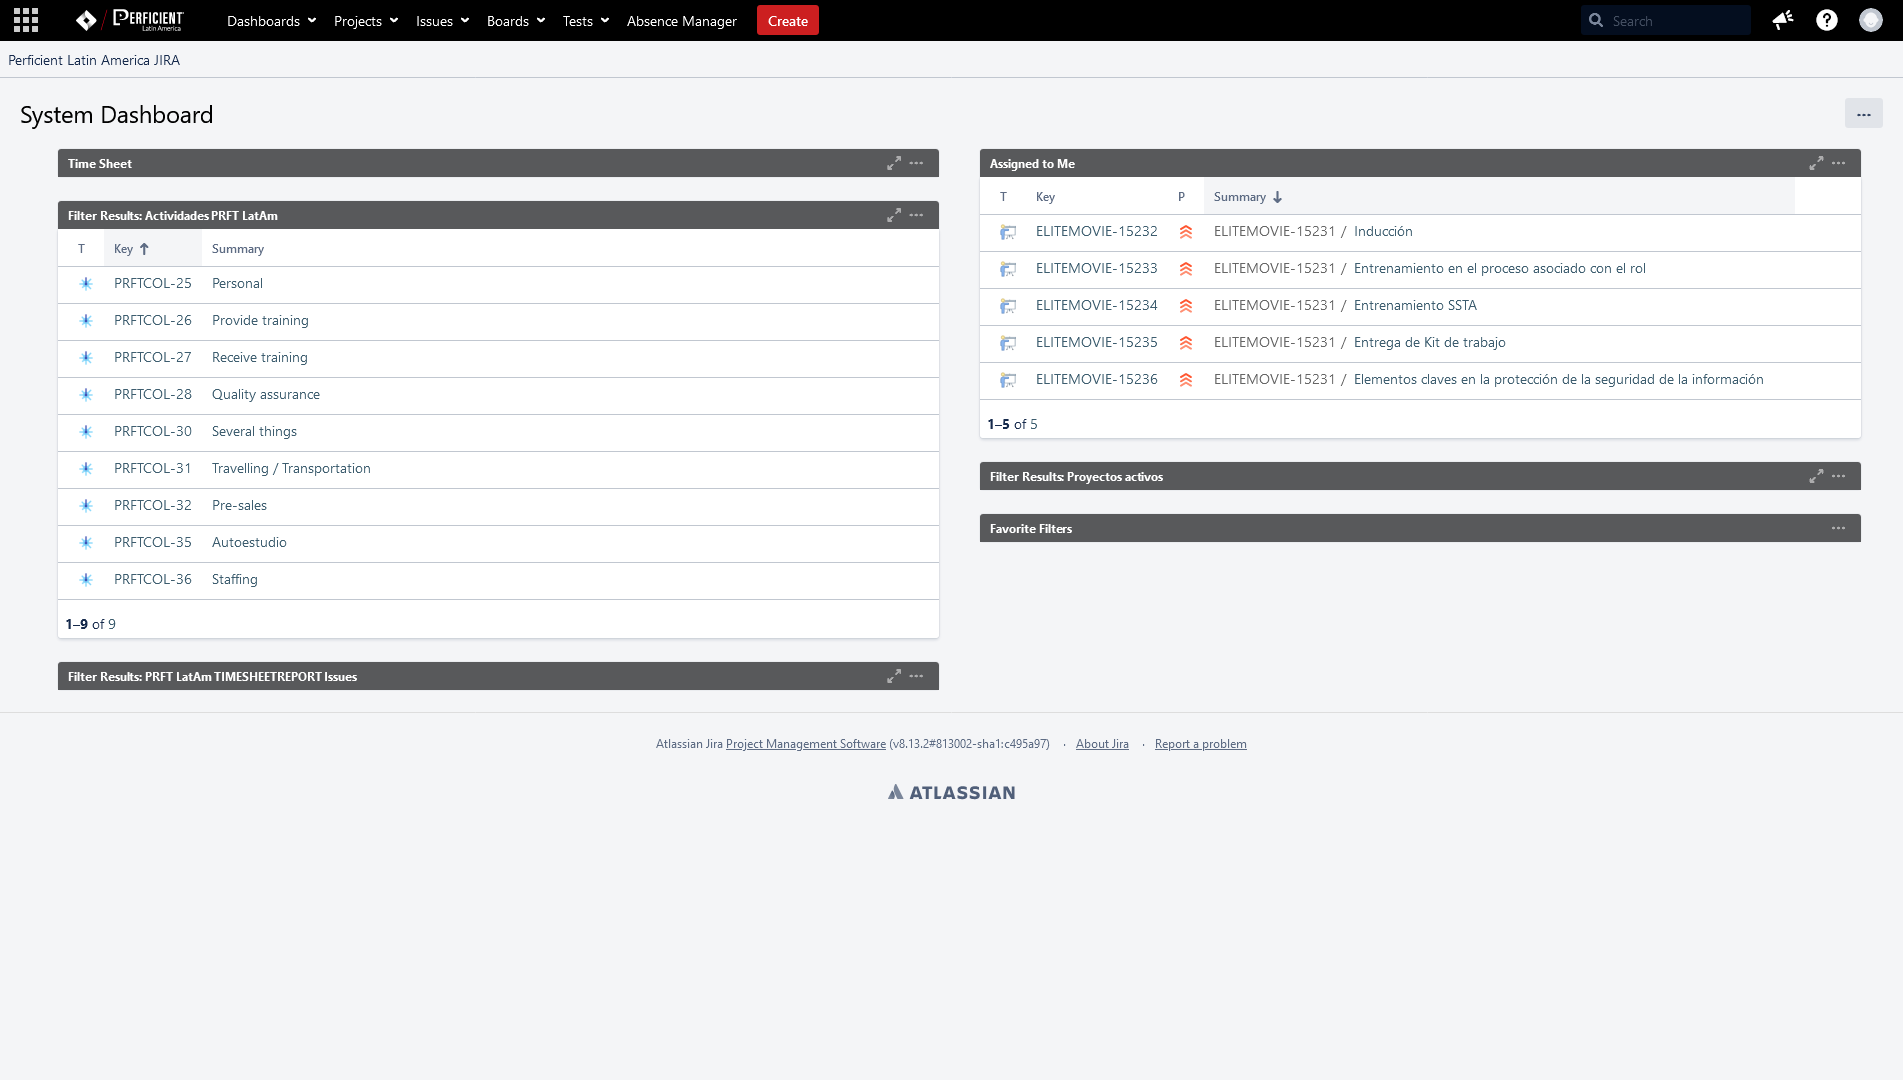 PERFICIENT
Latin America
Dashboards Projects Issues Boards Tests Absence Manager Create Search
Perficient Latin America JIRA
System Dashboard
Time Sheet
Filter Results: Actividades PRFT LatAm
T Key Summary
PRFTCOL-25 Personal
PRFTCOL-26 Provide training
PRFTCOL-27 Receive training
PRFTCOL-28 Quality assurance
PRFTCOL-30 Several things
PRFTCOL-31 Travelling / Transportation
PRFTCOL-32 Pre-sales
PRFTCOL-35 Autoestudio
PRFTCOL-36 Staffing
1–9 of 9
Filter Results: PRFT LatAm TIMESHEETREPORT Issues
Assigned to Me
T Key P Summary
ELITEMOVIE-15232 ELITEMOVIE-15231 / Inducción
ELITEMOVIE-15233 ELITEMOVIE-15231 / Entrenamiento en el proceso asociado con el rol
ELITEMOVIE-15234 ELITEMOVIE-15231 / Entrenamiento SSTA
ELITEMOVIE-15235 ELITEMOVIE-15231 / Entrega de Kit de trabajo
ELITEMOVIE-15236 ELITEMOVIE-15231 / Elementos claves en la protección de la seguridad de la información
1–5 of 5
Filter Results: Proyectos activos
Favorite Filters
Atlassian Jira Project Management Software (v8.13.2#813002-sha1:c495a97) · About Jira · Report a problem
ATLASSIAN